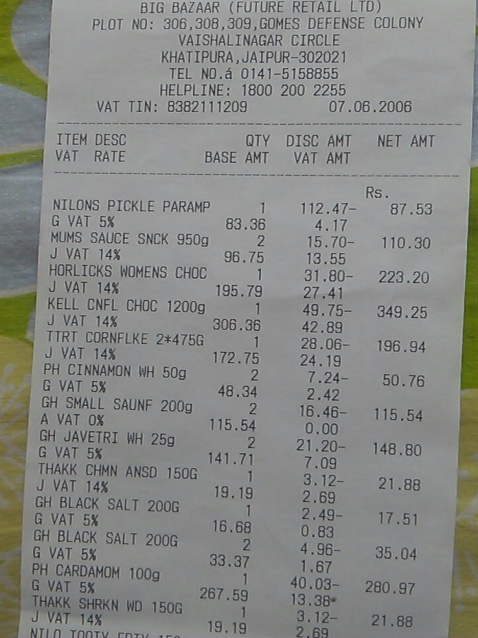 BIG BAZAAR (FUTURE RETAIL LTD)
PLOT NO: 306,308,309,GOMES DEFENSE COLONY
VAISHALINAGAR CIRCLE
KHATIPURA,JAIPUR-302021
TEL NO.á 0141-5158855
HELPLINE: 1800 200 2255
VAT TIN: 8382111209 07.06.2006
ITEM DESC QTY DISC AMT NET AMT
VAT RATE BASE AMT VAT AMT
Rs.
NILONS PICKLE PARAMP 1 112.47- 87.53
G VAT 5% 83.36 4.17
MUMS SAUCE SNCK 950g 2 15.70- 110.30
J VAT 14% 96.75 13.55
HORLICKS WOMENS CHOC 1 31.80- 223.20
J VAT 14% 195.79 27.41
KELL CNFL CHOC 1200g 1 49.75- 349.25
J VAT 14% 306.36 42.89
TTRT CORNFLKE 2*475G 1 28.06- 196.94
J VAT 14% 172.75 24.19
PH CINNAMON WH 50g 2 7.24- 50.76
G VAT 5% 48.34 2.42
GH SMALL SAUNF 200g 2 16.46- 115.54
A VAT 0% 115.54 0.00
GH JAVETRI WH 25g 2 21.20- 148.80
G VAT 5% 141.71 7.09
THAKK CHMN ANSD 150G 1 3.12- 21.88
J VAT 14% 19.19 2.69
GH BLACK SALT 200G 1 2.49- 17.51
G VAT 5% 16.68 0.83
GH BLACK SALT 200G 2 4.96- 35.04
G VAT 5% 33.37 1.67
PH CARDAMOM 100g 1 40.03- 280.97
G VAT 5% 267.59 13.38*
THAKK SHRKN WD 150G 1 3.12- 21.88
J VAT 14% 19.19 2.69